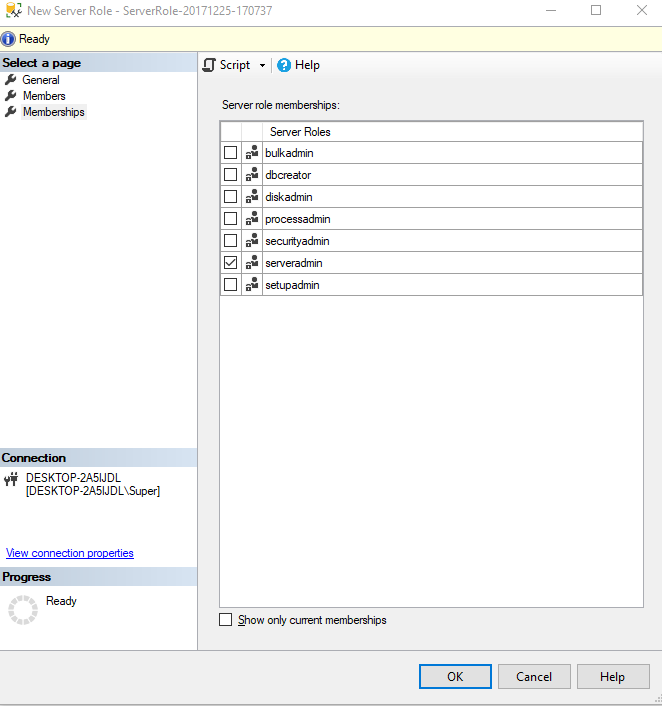 New Server Role - ServerRole-20171225-170737
Ready
Select a page
General
Members
Memberships
Script
Help
Server role memberships:
Server Roles
bulkadmin
dbcreator
diskadmin
processadmin
securityadmin
serveradmin
setupadmin
Connection
DESKTOP-2A5IJDL
[DESKTOP-2A5IJDL\Super]
View connection properties
Progress
Ready
Show only current memberships
OK Cancel Help